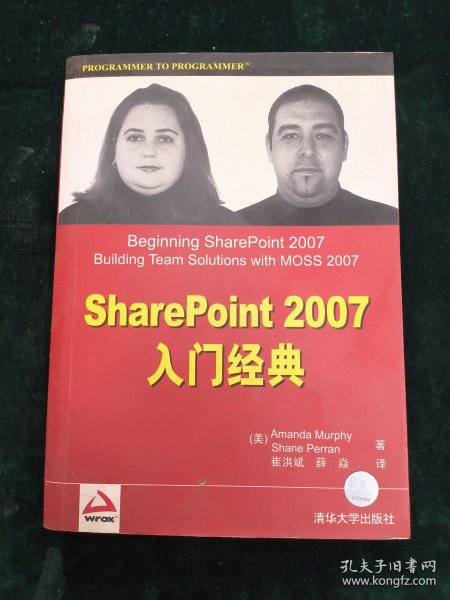 PROGRAMMER TO PROGRAMMER™
Beginning SharePoint 2007
Building Team Solutions with MOSS 2007
SharePoint 2007
入门经典
(美) Amanda Murphy
Shane Perran 著
崔洪斌 薛焱 译
wrox™
清华大学出版社
孔夫子旧书网
www.kongfz.com